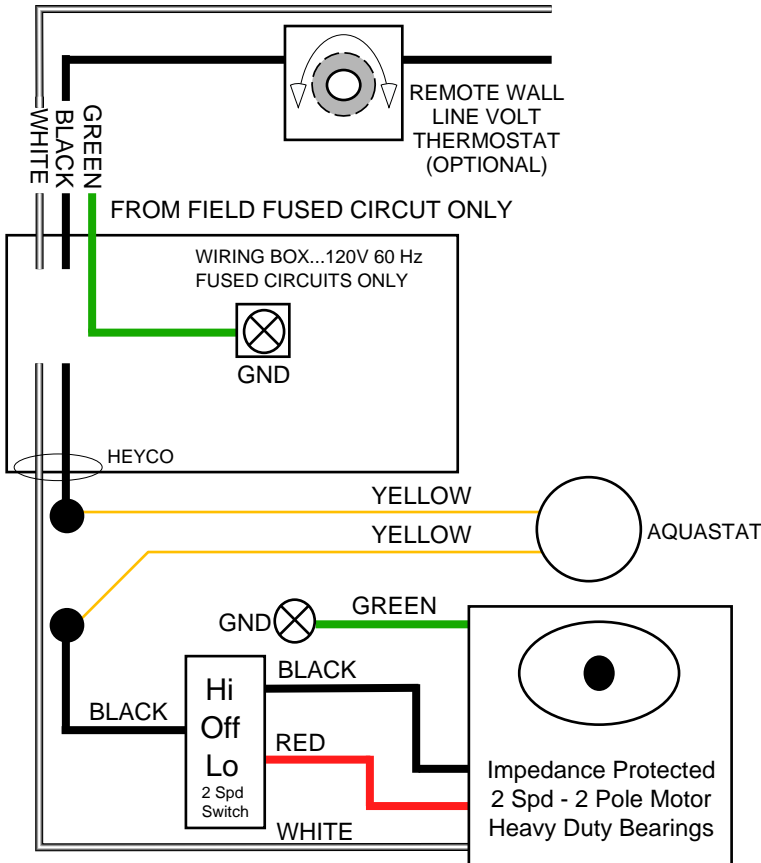 REMOTE WALL
LINE VOLT
THERMOSTAT
(OPTIONAL)
WHITE
BLACK
GREEN
FROM FIELD FUSED CIRCUT ONLY
WIRING BOX...120V 60 Hz
FUSED CIRCUITS ONLY
GND
HEYCO
YELLOW
YELLOW
AQUASTAT
GND
GREEN
BLACK
BLACK
Hi
Off
Lo
2 Spd
Switch
RED
WHITE
Impedance Protected
2 Spd - 2 Pole Motor
Heavy Duty Bearings